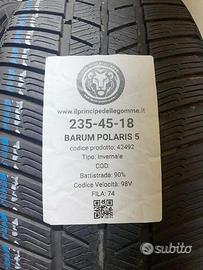 www.ilprincipedellegomme.it
235-45-18
BARUM POLARIS 5
codice prodotto: 42492
Tipo: Invernale
COD:
Battistrada: 90%
Codice Velocità: 98V
FILA: 74
subito